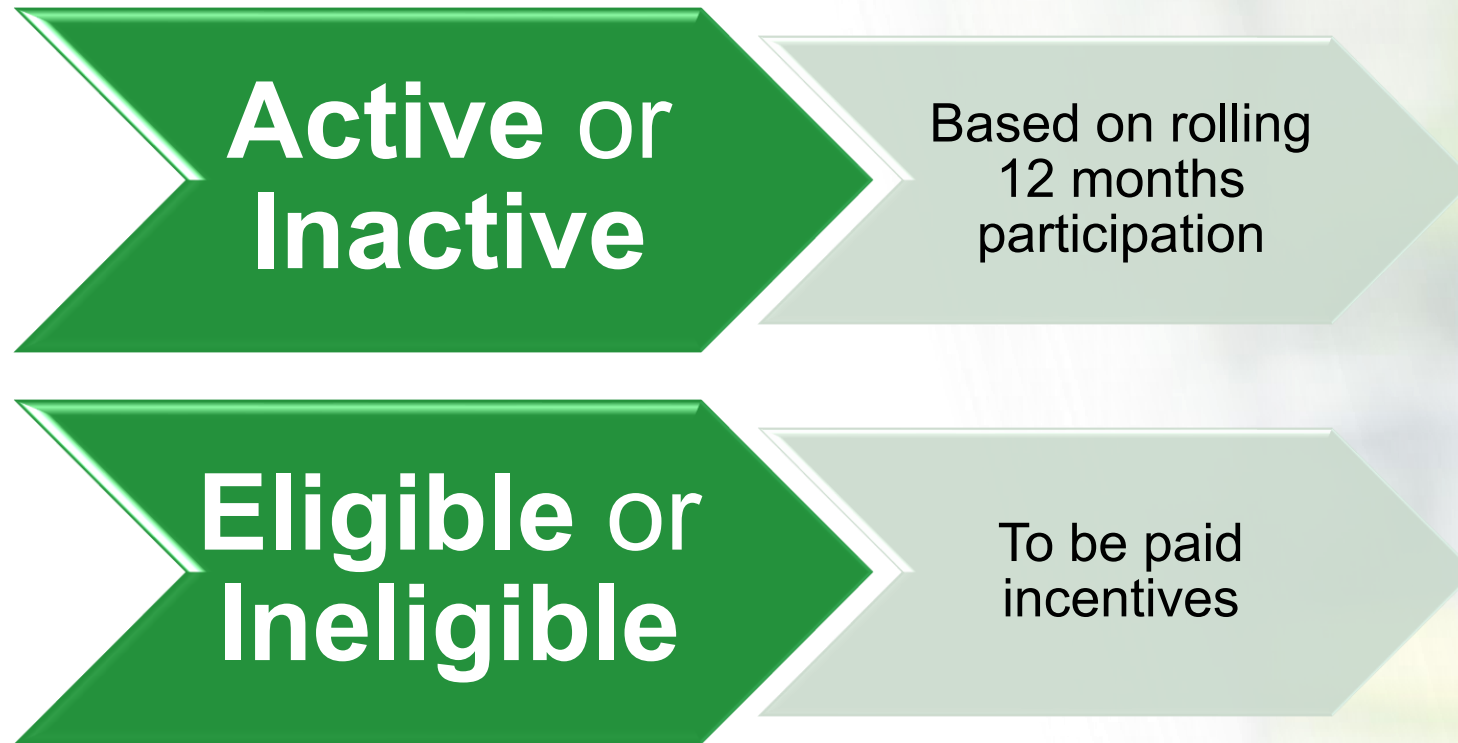 Active or
Inactive
Based on rolling
12 months
participation
Eligible or
Ineligible
To be paid
incentives